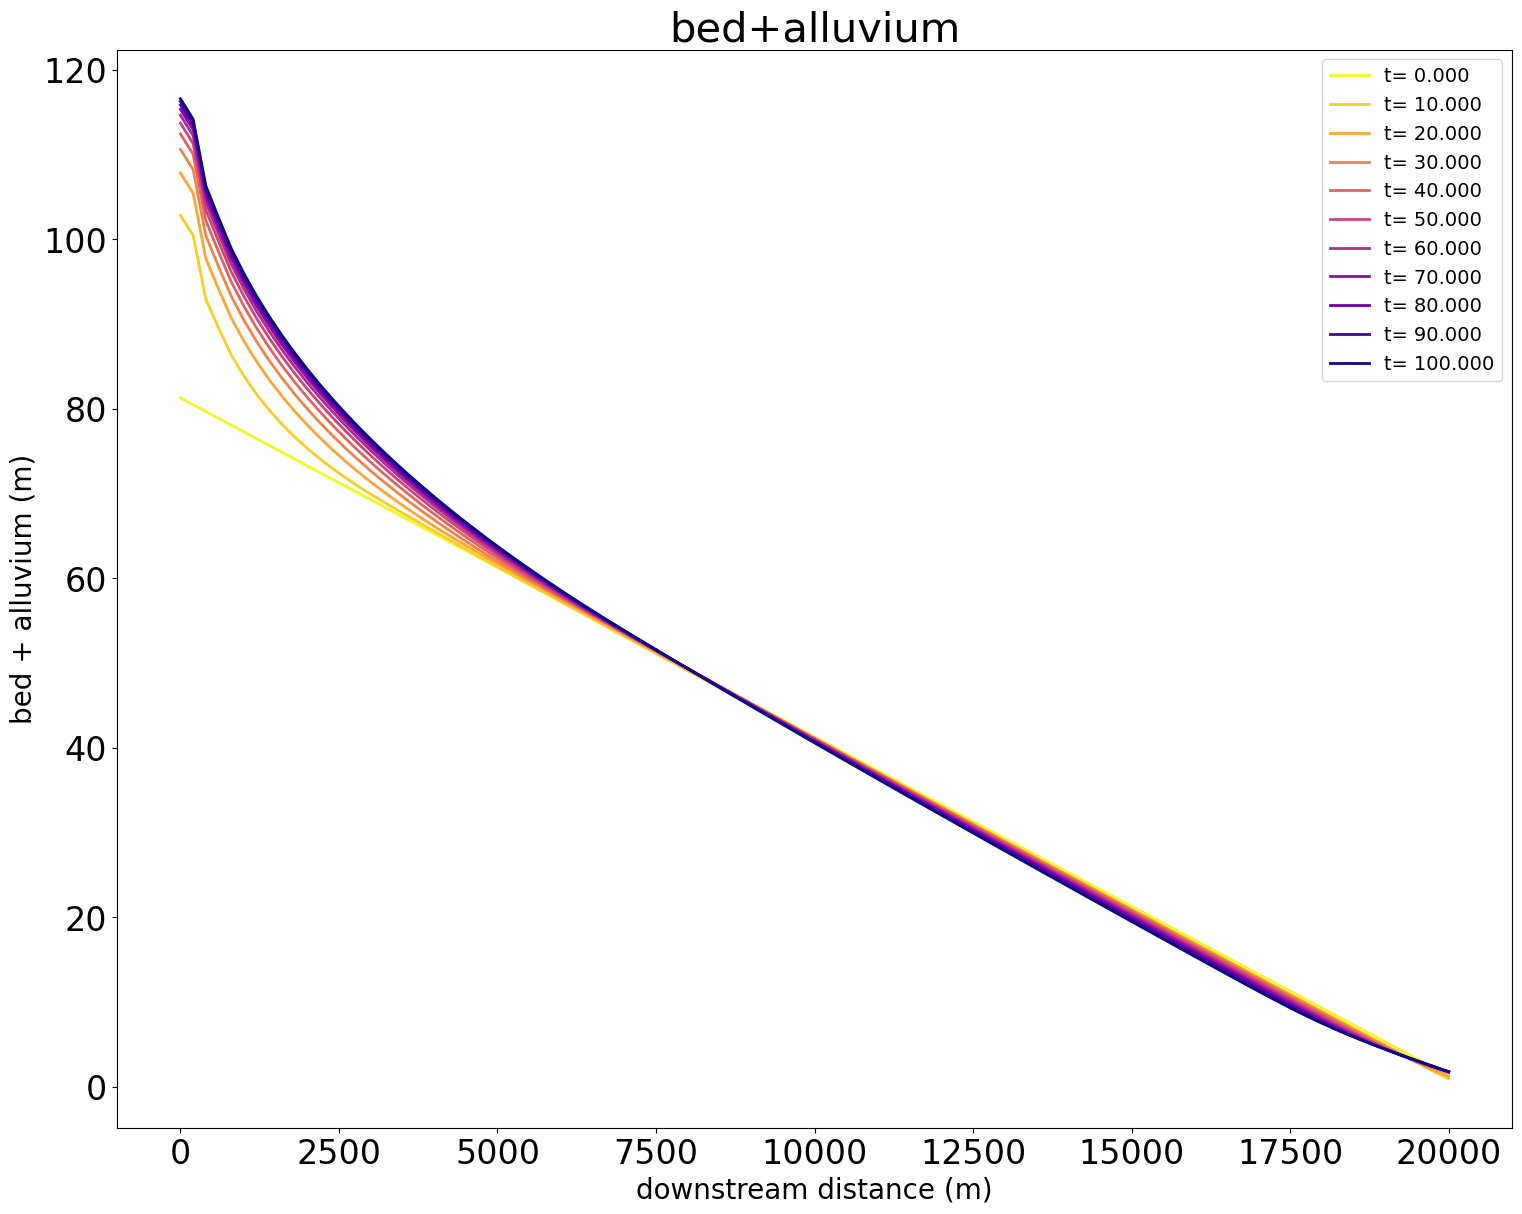 bed+alluvium
120
100
80
60
40
20
0
bed + alluvium (m)
t= 0.000
t= 10.000
t= 20.000
t= 30.000
t= 40.000
t= 50.000
t= 60.000
t= 70.000
t= 80.000
t= 90.000
t= 100.000
0 2500 5000 7500 10000 12500 15000 17500 20000
downstream distance (m)